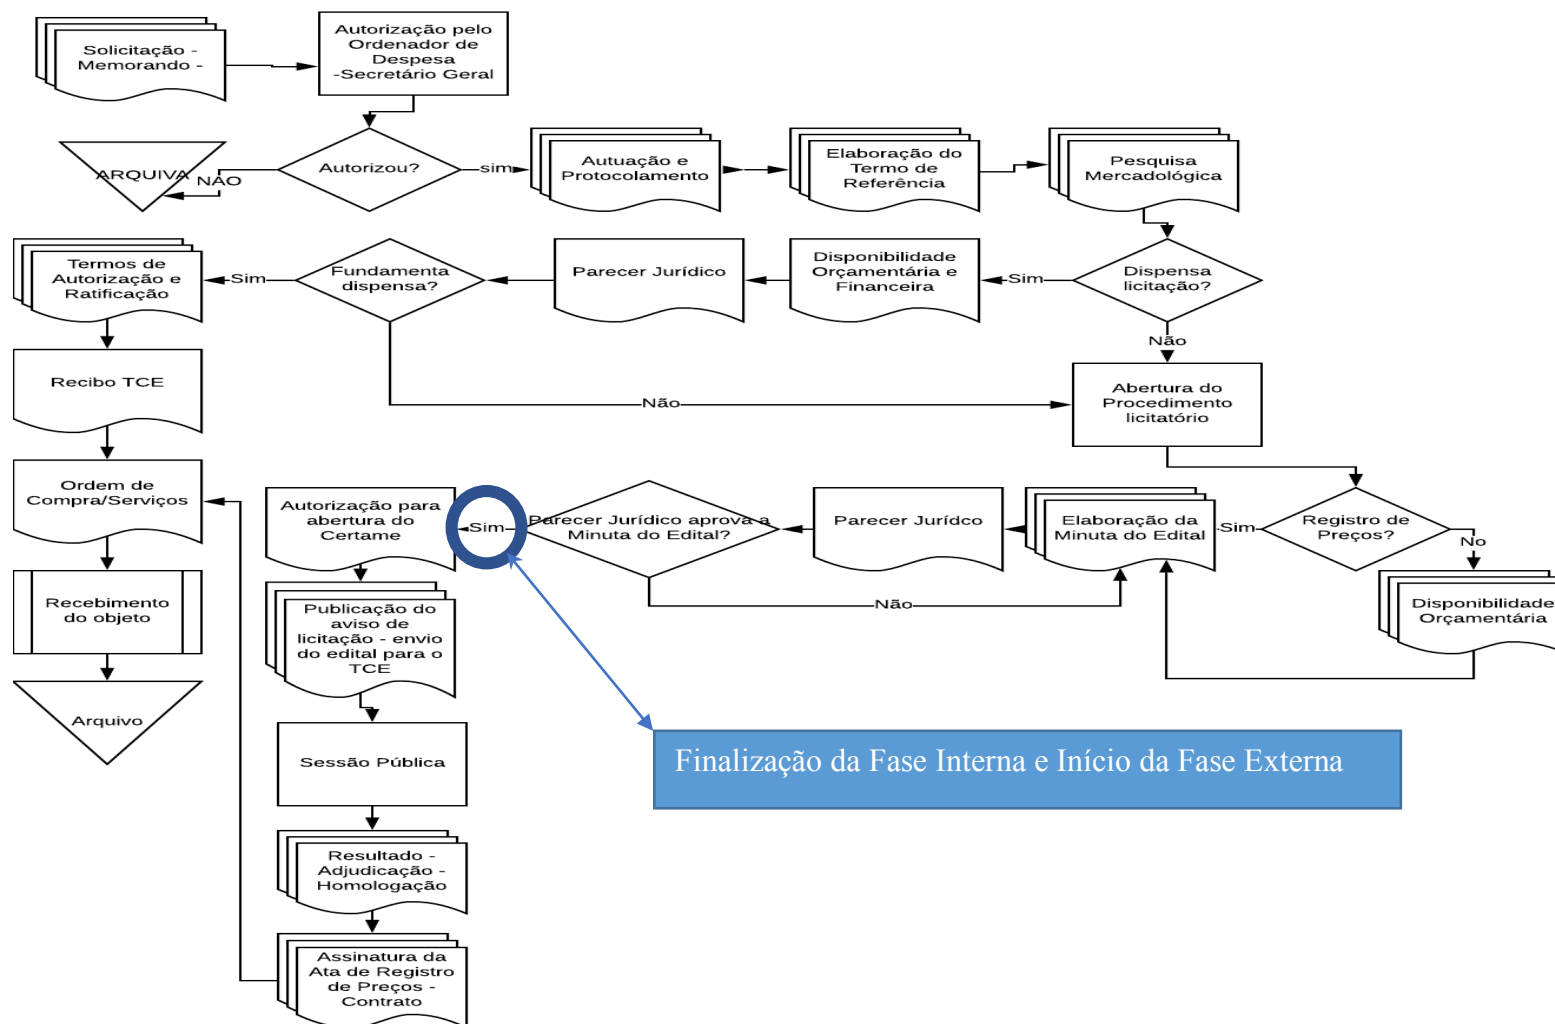 Solicitação -
Memorando -
Autorização pelo
Ordenador de
Despesa
-Secretário Geral
ARQUIVA
NÃO
Autorizou?
sim
Autuação e
Protocolamento
Elaboração do
Termo de
Referência
Pesquisa
Mercadológica
Termos de
Autorização e
Ratificação
Sim
Fundamenta
dispensa?
Parecer Jurídico
Disponibilidade
Orçamentária e
Financeira
Sim
Dispensa
licitação?
Não
Recibo TCE
Não
Abertura do
Procedimento
licitatório
Ordem de
Compra/Serviços
Autorização para
abertura do
Certame
Sim
Parecer Jurídico aprova a
Minuta do Edital?
Parecer Jurídco
Elaboração da
Minuta do Edital
Sim
Registro de
Preços?
No
Não
Disponibilidade
Orçamentária
Recebimento
do objeto
Publicação do
aviso de
licitação - envio
do edital para o
TCE
Arquivo
Sessão Pública
Finalização da Fase Interna e Início da Fase Externa
Resultado -
Adjudicação -
Homologação
Assinatura da
Ata de Registro
de Preços -
Contrato